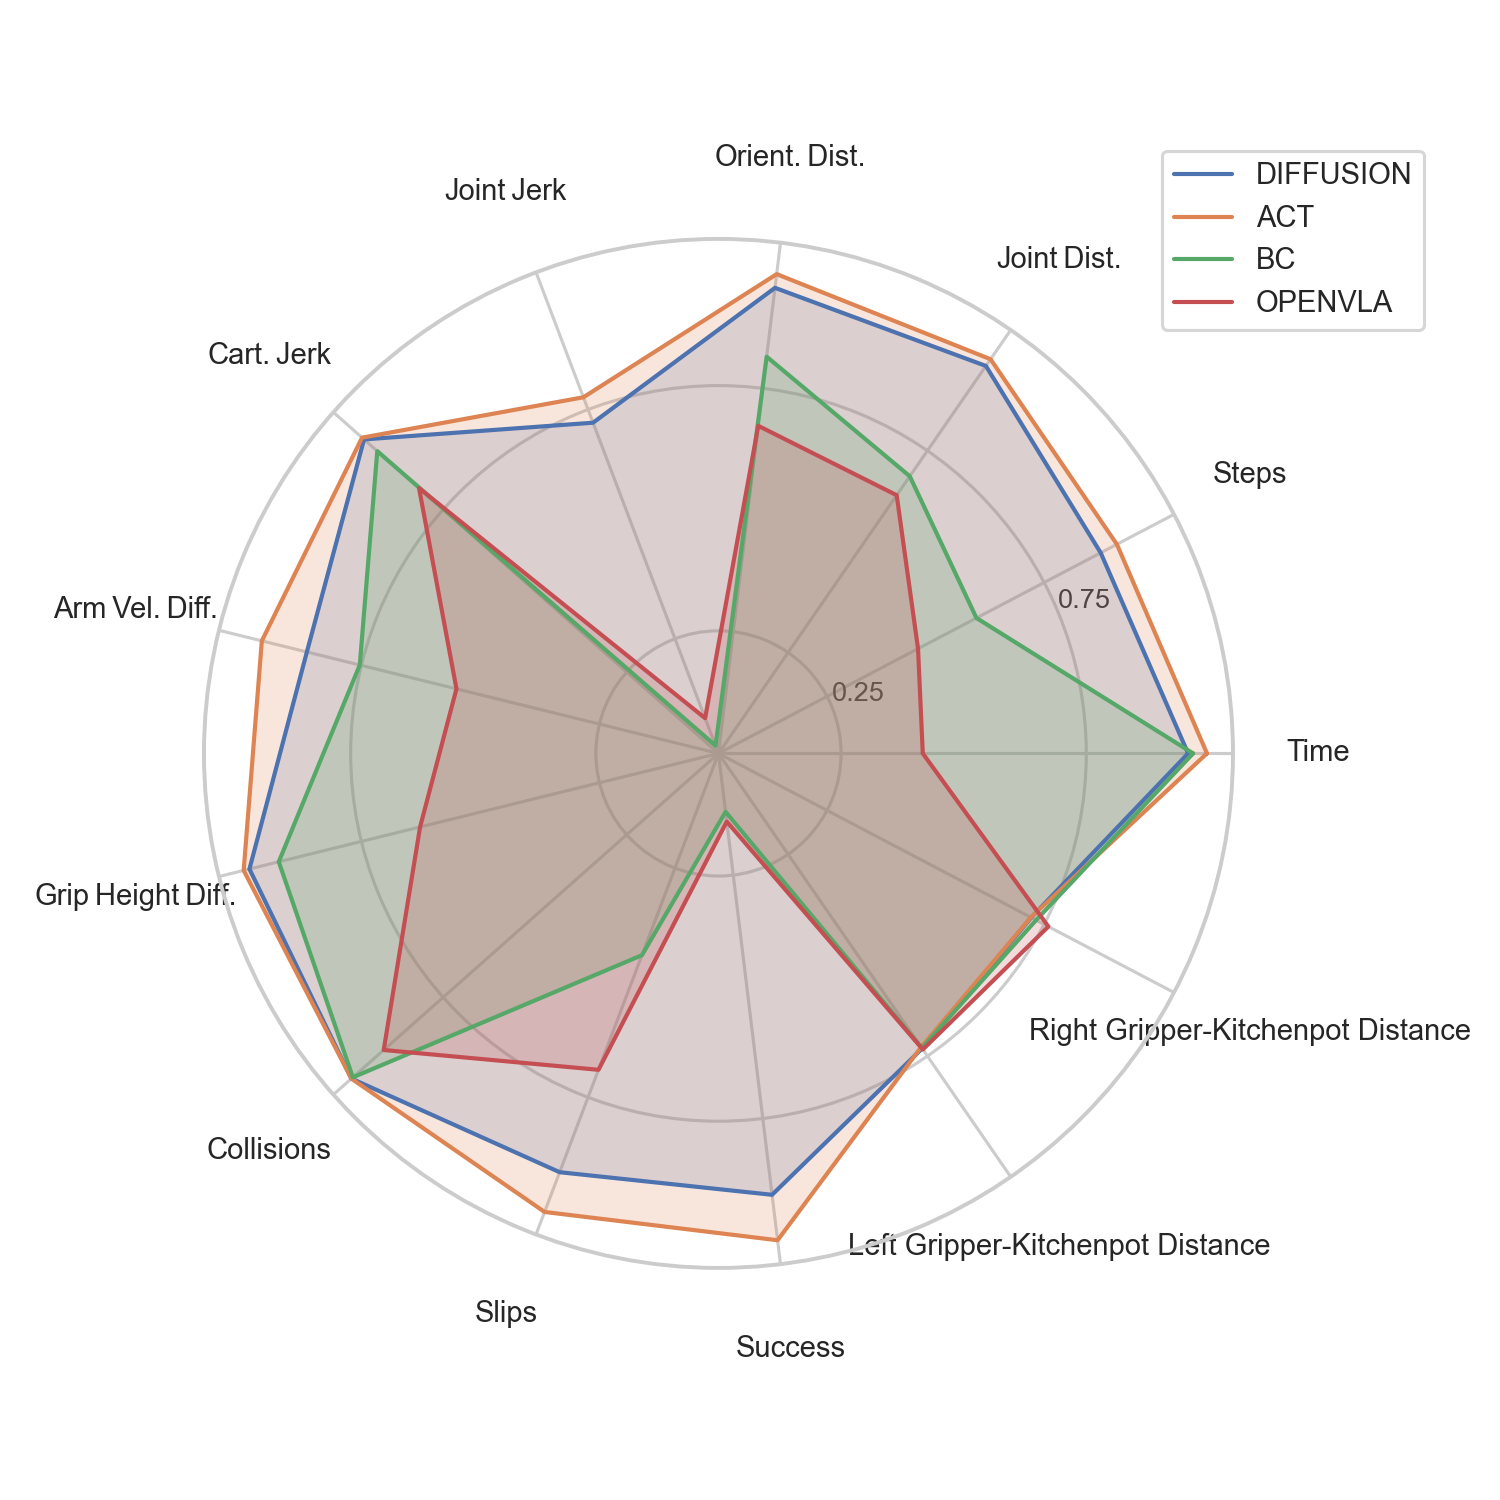 Orient. Dist.
Joint Jerk
Joint Dist.
DIFFUSION
ACT
BC
OPENVLA
Cart. Jerk
Steps
Arm Vel. Diff.
0.75
0.25
Time
Grip Height Diff.
Right Gripper-Kitchenpot Distance
Collisions
Left Gripper-Kitchenpot Distance
Slips
Success